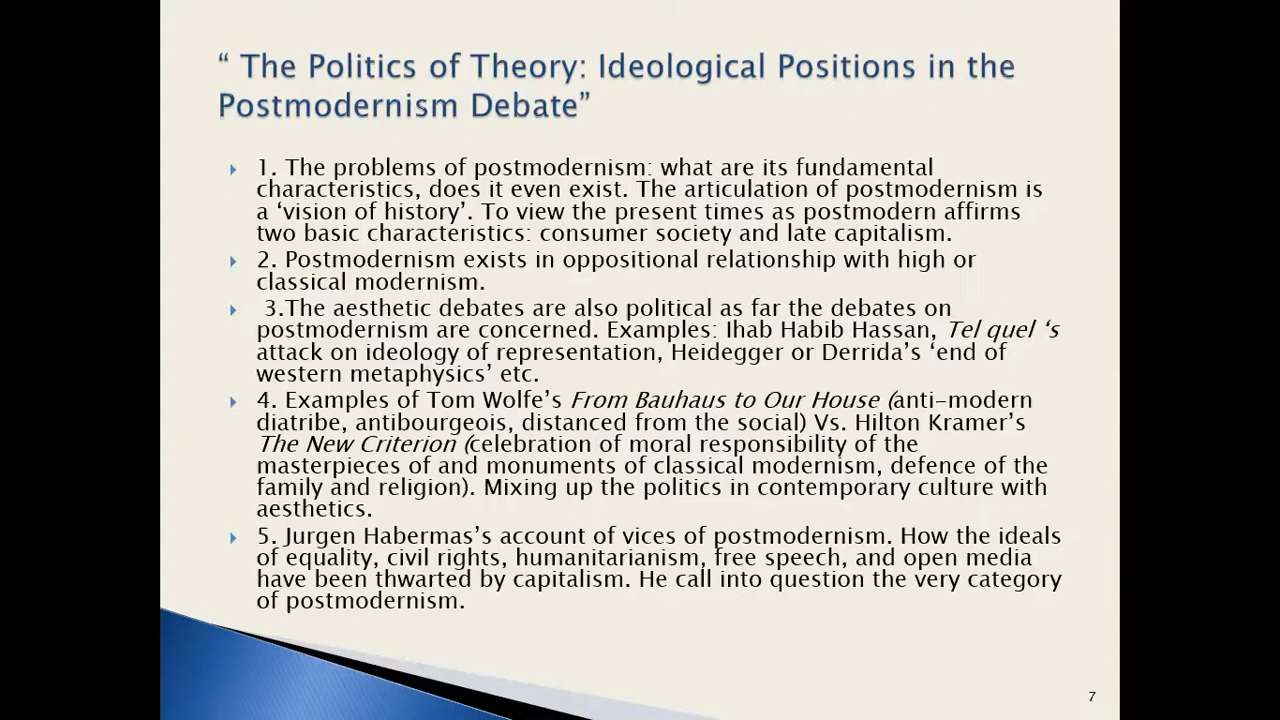 “ The Politics of Theory: Ideological Positions in the
Postmodernism Debate”
1. The problems of postmodernism: what are its fundamental
characteristics, does it even exist. The articulation of postmodernism is
a ‘vision of history’. To view the present times as postmodern affirms
two basic characteristics: consumer society and late capitalism.
2. Postmodernism exists in oppositional relationship with high or
classical modernism.
3.The aesthetic debates are also political as far the debates on
postmodernism are concerned. Examples: Ihab Habib Hassan, Tel quel ‘s
attack on ideology of representation, Heidegger or Derrida’s ‘end of
western metaphysics’ etc.
4. Examples of Tom Wolfe’s From Bauhaus to Our House (anti-modern
diatribe, antibourgeois, distanced from the social) Vs. Hilton Kramer’s
The New Criterion (celebration of moral responsibility of the
masterpieces of and monuments of classical modernism, defence of the
family and religion). Mixing up the politics in contemporary culture with
aesthetics.
5. Jurgen Habermas’s account of vices of postmodernism. How the ideals
of equality, civil rights, humanitarianism, free speech, and open media
have been thwarted by capitalism. He call into question the very category
of postmodernism.
7